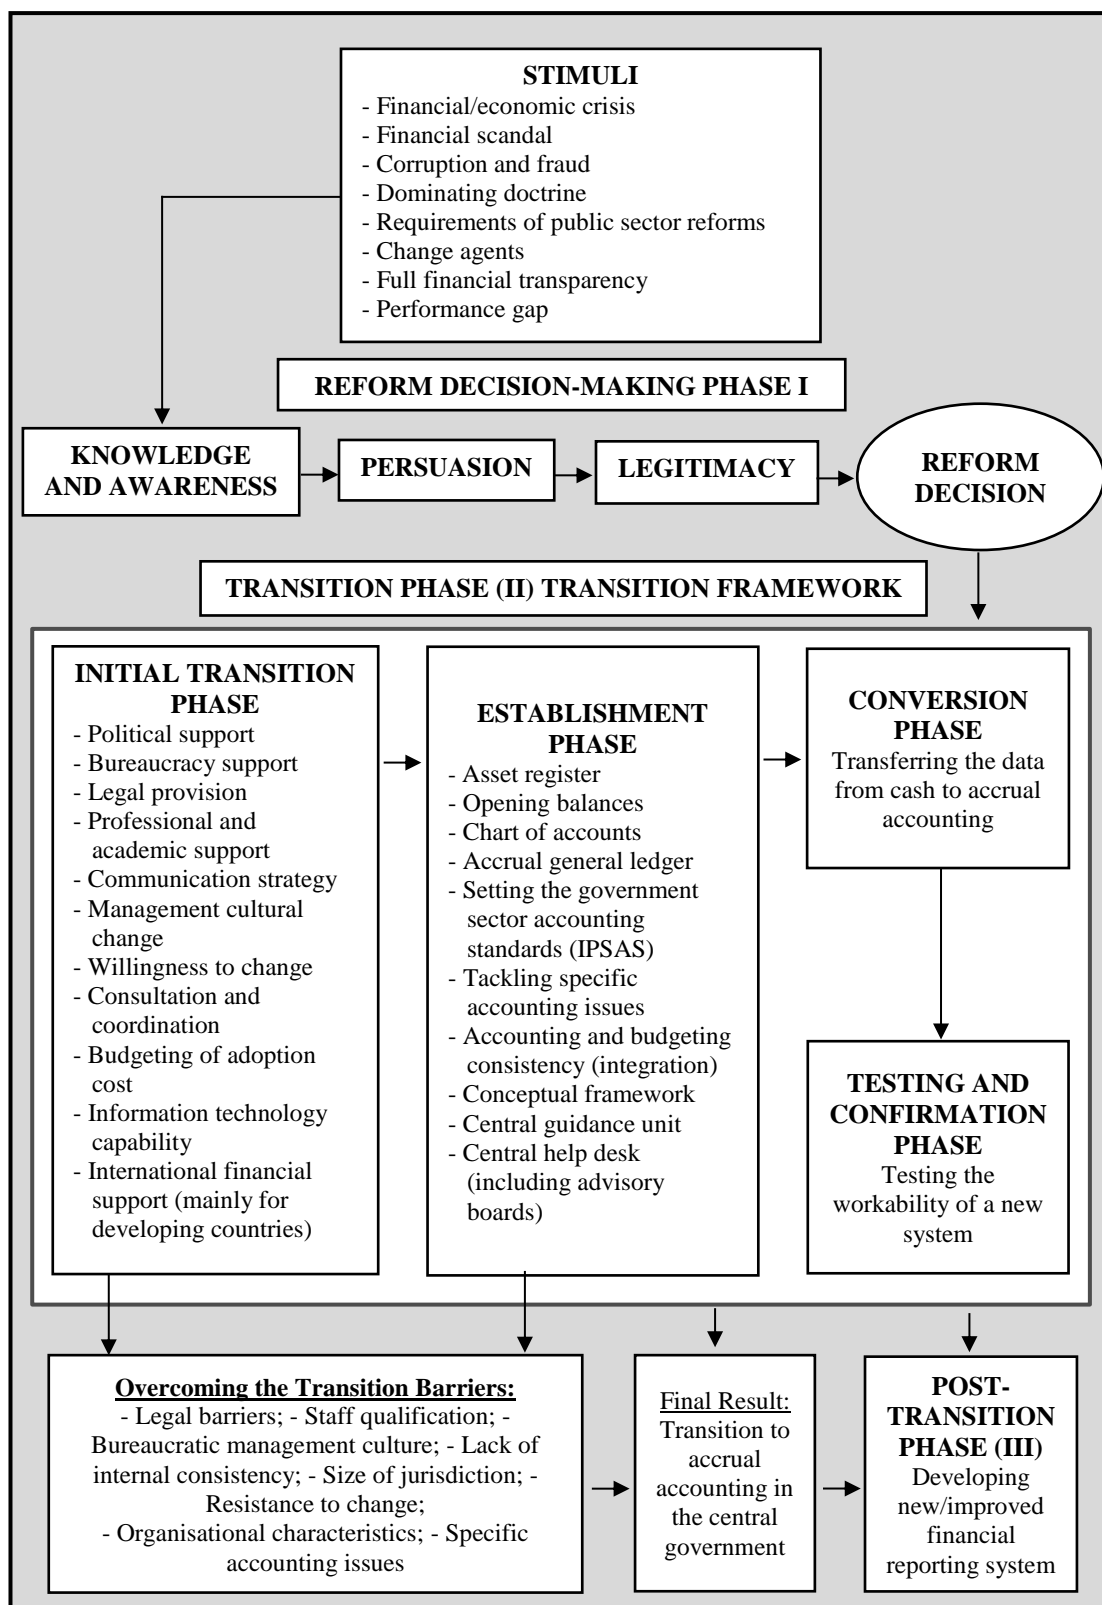 STIMULI
- Financial/economic crisis
- Financial scandal
- Corruption and fraud
- Dominating doctrine
- Requirements of public sector reforms
- Change agents
- Full financial transparency
- Performance gap
REFORM DECISION-MAKING PHASE I
KNOWLEDGE
AND AWARENESS
PERSUASION
LEGITIMACY
REFORM
DECISION
TRANSITION PHASE (II) TRANSITION FRAMEWORK
INITIAL TRANSITION
PHASE
- Political support
- Bureaucracy support
- Legal provision
- Professional and
academic support
- Communication strategy
- Management cultural
change
- Willingness to change
- Consultation and
coordination
- Budgeting of adoption
cost
- Information technology
capability
- International financial
support (mainly for
developing countries)
ESTABLISHMENT
PHASE
- Asset register
- Opening balances
- Chart of accounts
- Accrual general ledger
- Setting the government
sector accounting
standards (IPSAS)
- Tackling specific
accounting issues
- Accounting and budgeting
consistency (integration)
- Conceptual framework
- Central guidance unit
- Central help desk
(including advisory
boards)
CONVERSION
PHASE
Transferring the data
from cash to accrual
accounting
TESTING AND
CONFIRMATION
PHASE
Testing the
workability of a new
system
Overcoming the Transition Barriers:
- Legal barriers; - Staff qualification; -
Bureaucratic management culture; - Lack of
internal consistency; - Size of jurisdiction; -
Resistance to change;
- Organisational characteristics; - Specific
accounting issues
Final Result:
Transition to
accrual
accounting in
the central
government
POST-
TRANSITION
PHASE (III)
Developing
new/improved
financial
reporting system